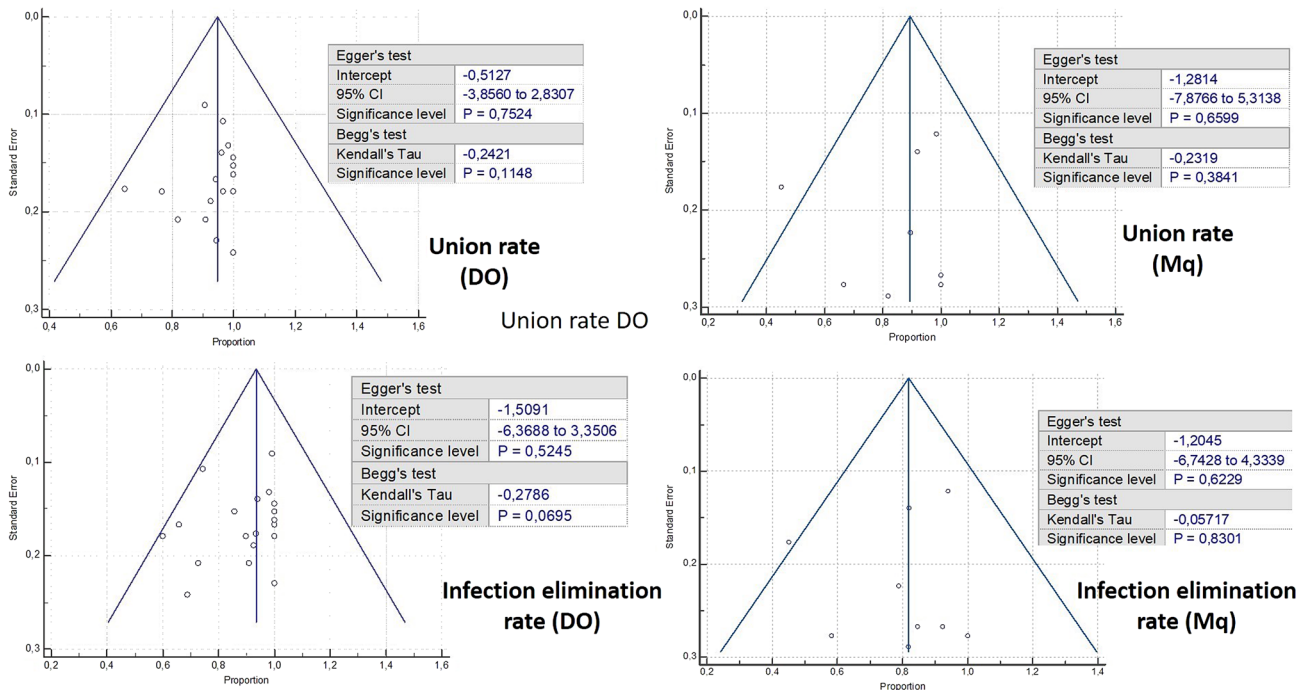 0,0
0,1
0,2
0,3
Standard Error
0,4
0,6
0,8
1,0
1,2
1,4
1,6
Proportion
Egger's test
Intercept -0,5127
95% CI -3,8560 to 2,8307
Significance level P = 0,7524
Begg's test
Kendall's Tau -0,2421
Significance level P = 0,1148
Union rate
(DO)
Union rate DO
0,0
0,1
0,2
0,3
Standard Error
0,2
0,4
0,6
0,8
1,0
1,2
1,4
1,6
Proportion
Egger's test
Intercept -1,2814
95% CI -7,8766 to 5,3138
Significance level P = 0,6599
Begg's test
Kendall's Tau -0,2319
Significance level P = 0,3841
Union rate
(Mq)
0,0
0,1
0,2
0,3
Standard Error
0,2
0,4
0,6
0,8
1,0
1,2
1,4
1,6
Proportion
Egger's test
Intercept -1,5091
95% CI -6,3688 to 3,3506
Significance level P = 0,5245
Begg's test
Kendall's Tau -0,2786
Significance level P = 0,0695
Infection elimination
rate (DO)
0,0
0,1
0,2
0,3
Standard Error
0,2
0,4
0,6
0,8
1,0
1,2
1,4
Proportion
Egger's test
Intercept -1,2045
95% CI -6,7428 to 4,3339
Significance level P = 0,6229
Begg's test
Kendall's Tau -0,05717
Significance level P = 0,8301
Infection elimination
rate (Mq)